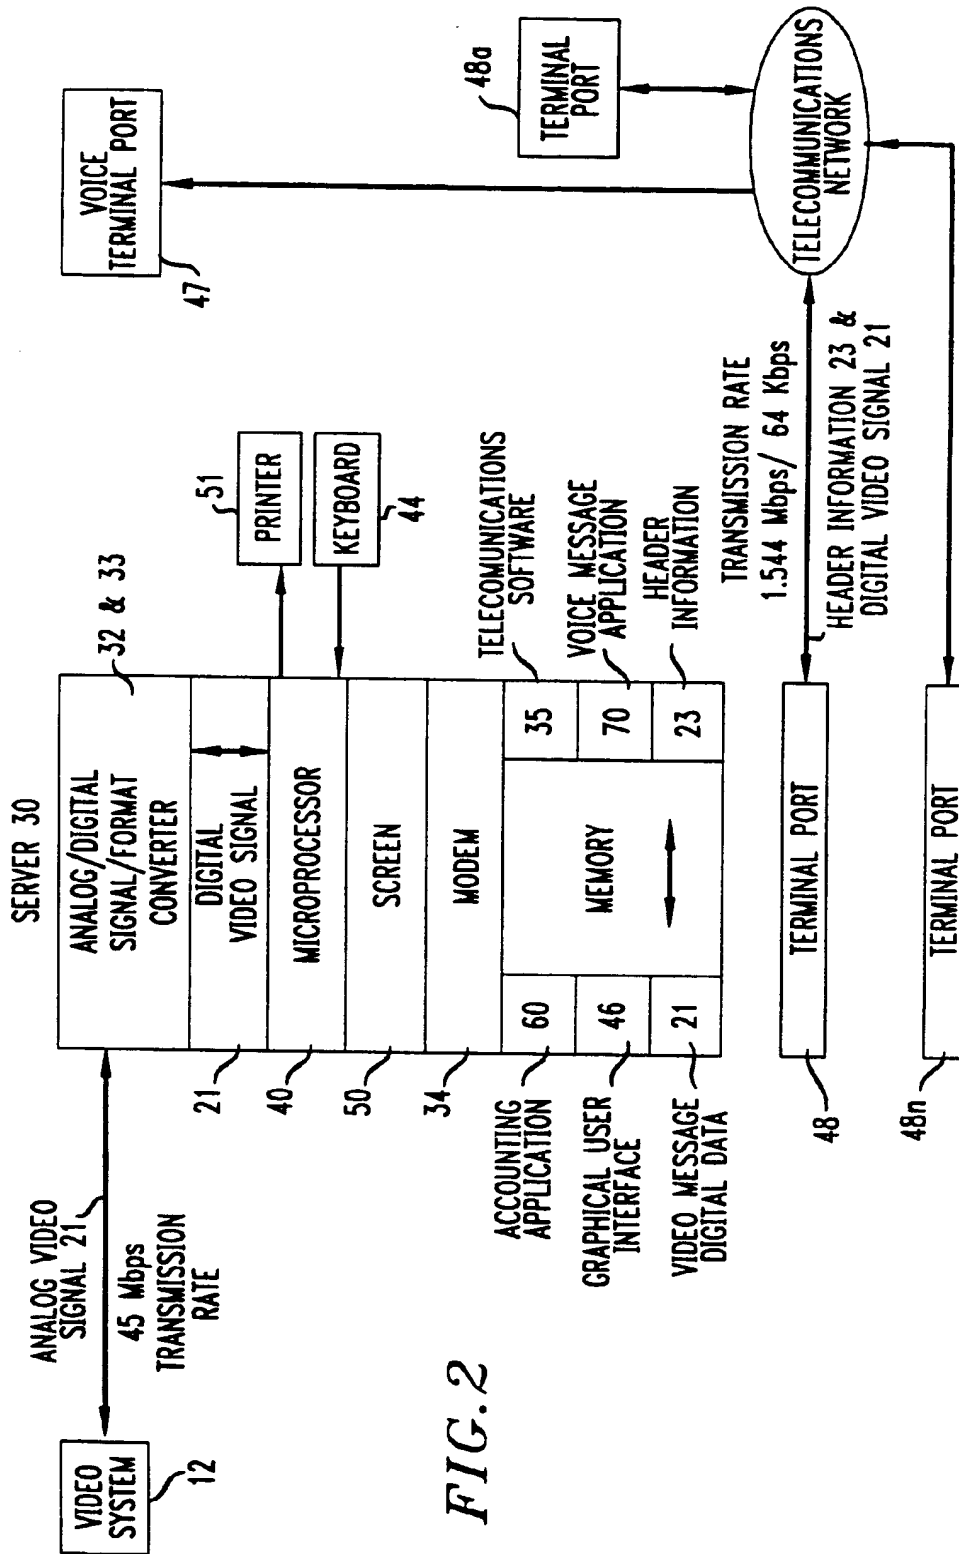 FIG.2
VIDEO
SYSTEM
12
ANALOG VIDEO
SIGNAL 21
45 Mbps
TRANSMISSION
RATE
SERVER 30
ANALOG/DIGITAL
SIGNAL/FORMAT
CONVERTER
32 & 33
DIGITAL
VIDEO SIGNAL
21
MICROPROCESSOR
40
SCREEN
50
MODEM
34
MEMORY
60
46
21
35
70
23
ACCOUNTING
APPLICATION
GRAPHICAL USER
INTERFACE
VIDEO MESSAGE
DIGITAL DATA
TELECOMUNICATIONS
SOFTWARE
VOICE MESSAGE
APPLICATION
HEADER
INFORMATION
51
PRINTER
KEYBOARD
44
TERMINAL PORT
48
TERMINAL PORT
48n
TRANSMISSION RATE
1.544 Mbps/ 64 Kbps
HEADER INFORMATION 23 &
DIGITAL VIDEO SIGNAL 21
VOICE
TERMINAL PORT
47
48a
TERMINAL
PORT
TELECOMMUNICATIONS
NETWORK